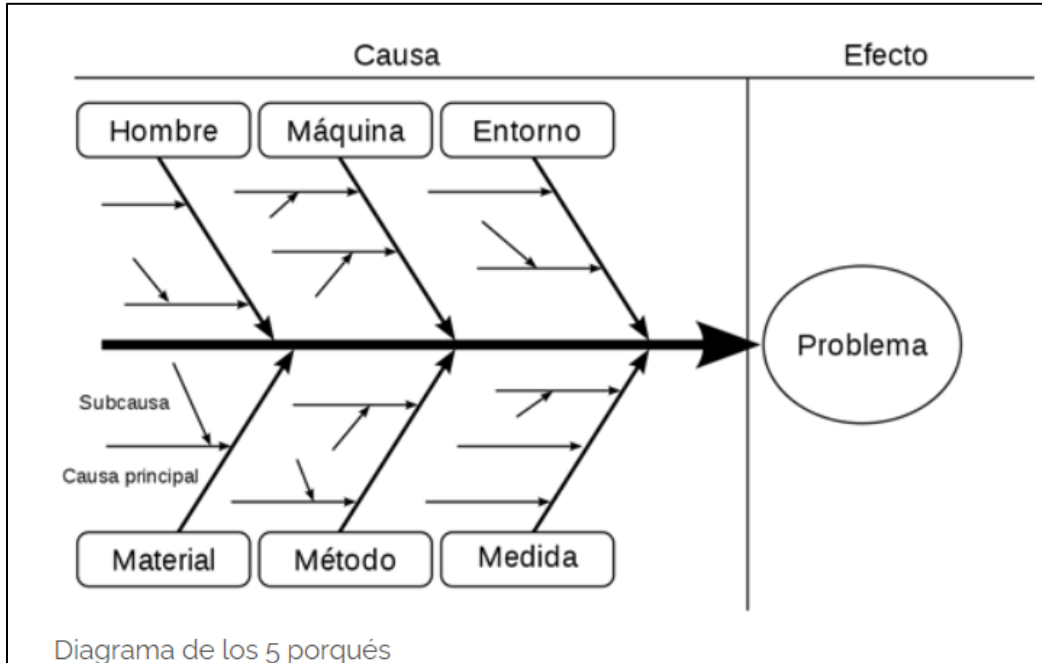 Causa
Efecto
Hombre
Máquina
Entorno
Problema
Subcausa
Causa principal
Material
Método
Medida
Diagrama de los 5 porqués